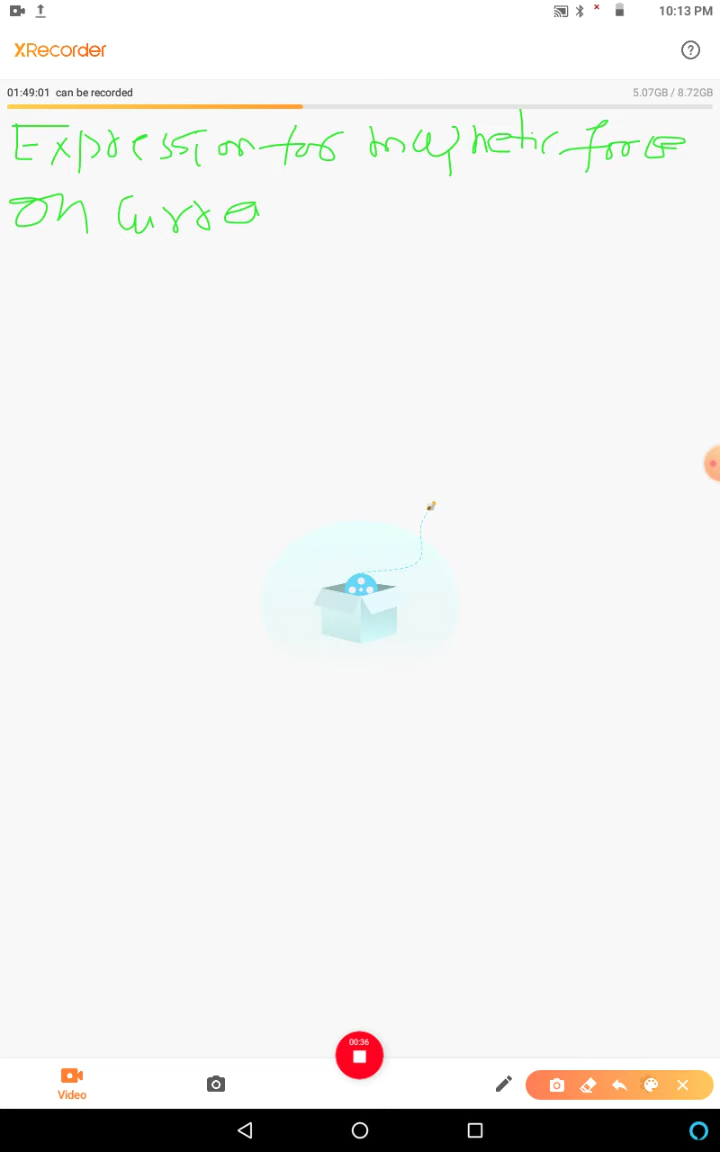 10:13 PM
XRecorder
01:49:01 can be recorded 5.07GB / 8.72GB
Expression for magnetic force
on curre
00:36
Video